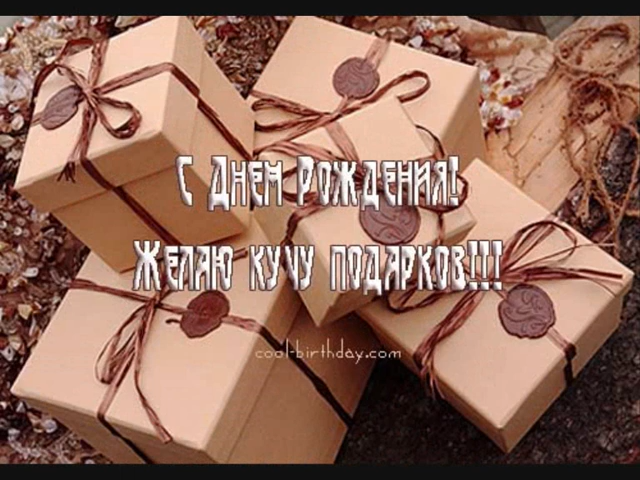 С Днем Рождения!
Желаю кучу подарков!!!
cool-birthday.com